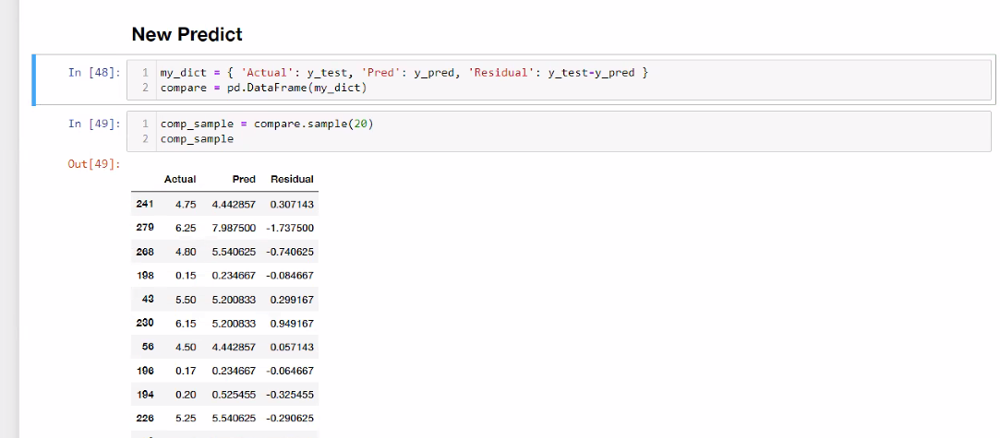 New Predict
In [48]: 1 my_dict = { 'Actual': y_test, 'Pred': y_pred, 'Residual': y_test-y_pred }
2 compare = pd.DataFrame(my_dict)
In [49]: 1 comp_sample = compare.sample(20)
2 comp_sample
Out[49]:
Actual Pred Residual
241 4.75 4.442857 0.307143
279 6.25 7.987500 -1.737500
268 4.80 5.540625 -0.740625
198 0.15 0.234667 -0.084667
43 5.50 5.200833 0.299167
230 6.15 5.200833 0.949167
56 4.50 4.442857 0.057143
196 0.17 0.234667 -0.064667
194 0.20 0.525455 -0.325455
226 5.25 5.540625 -0.290625